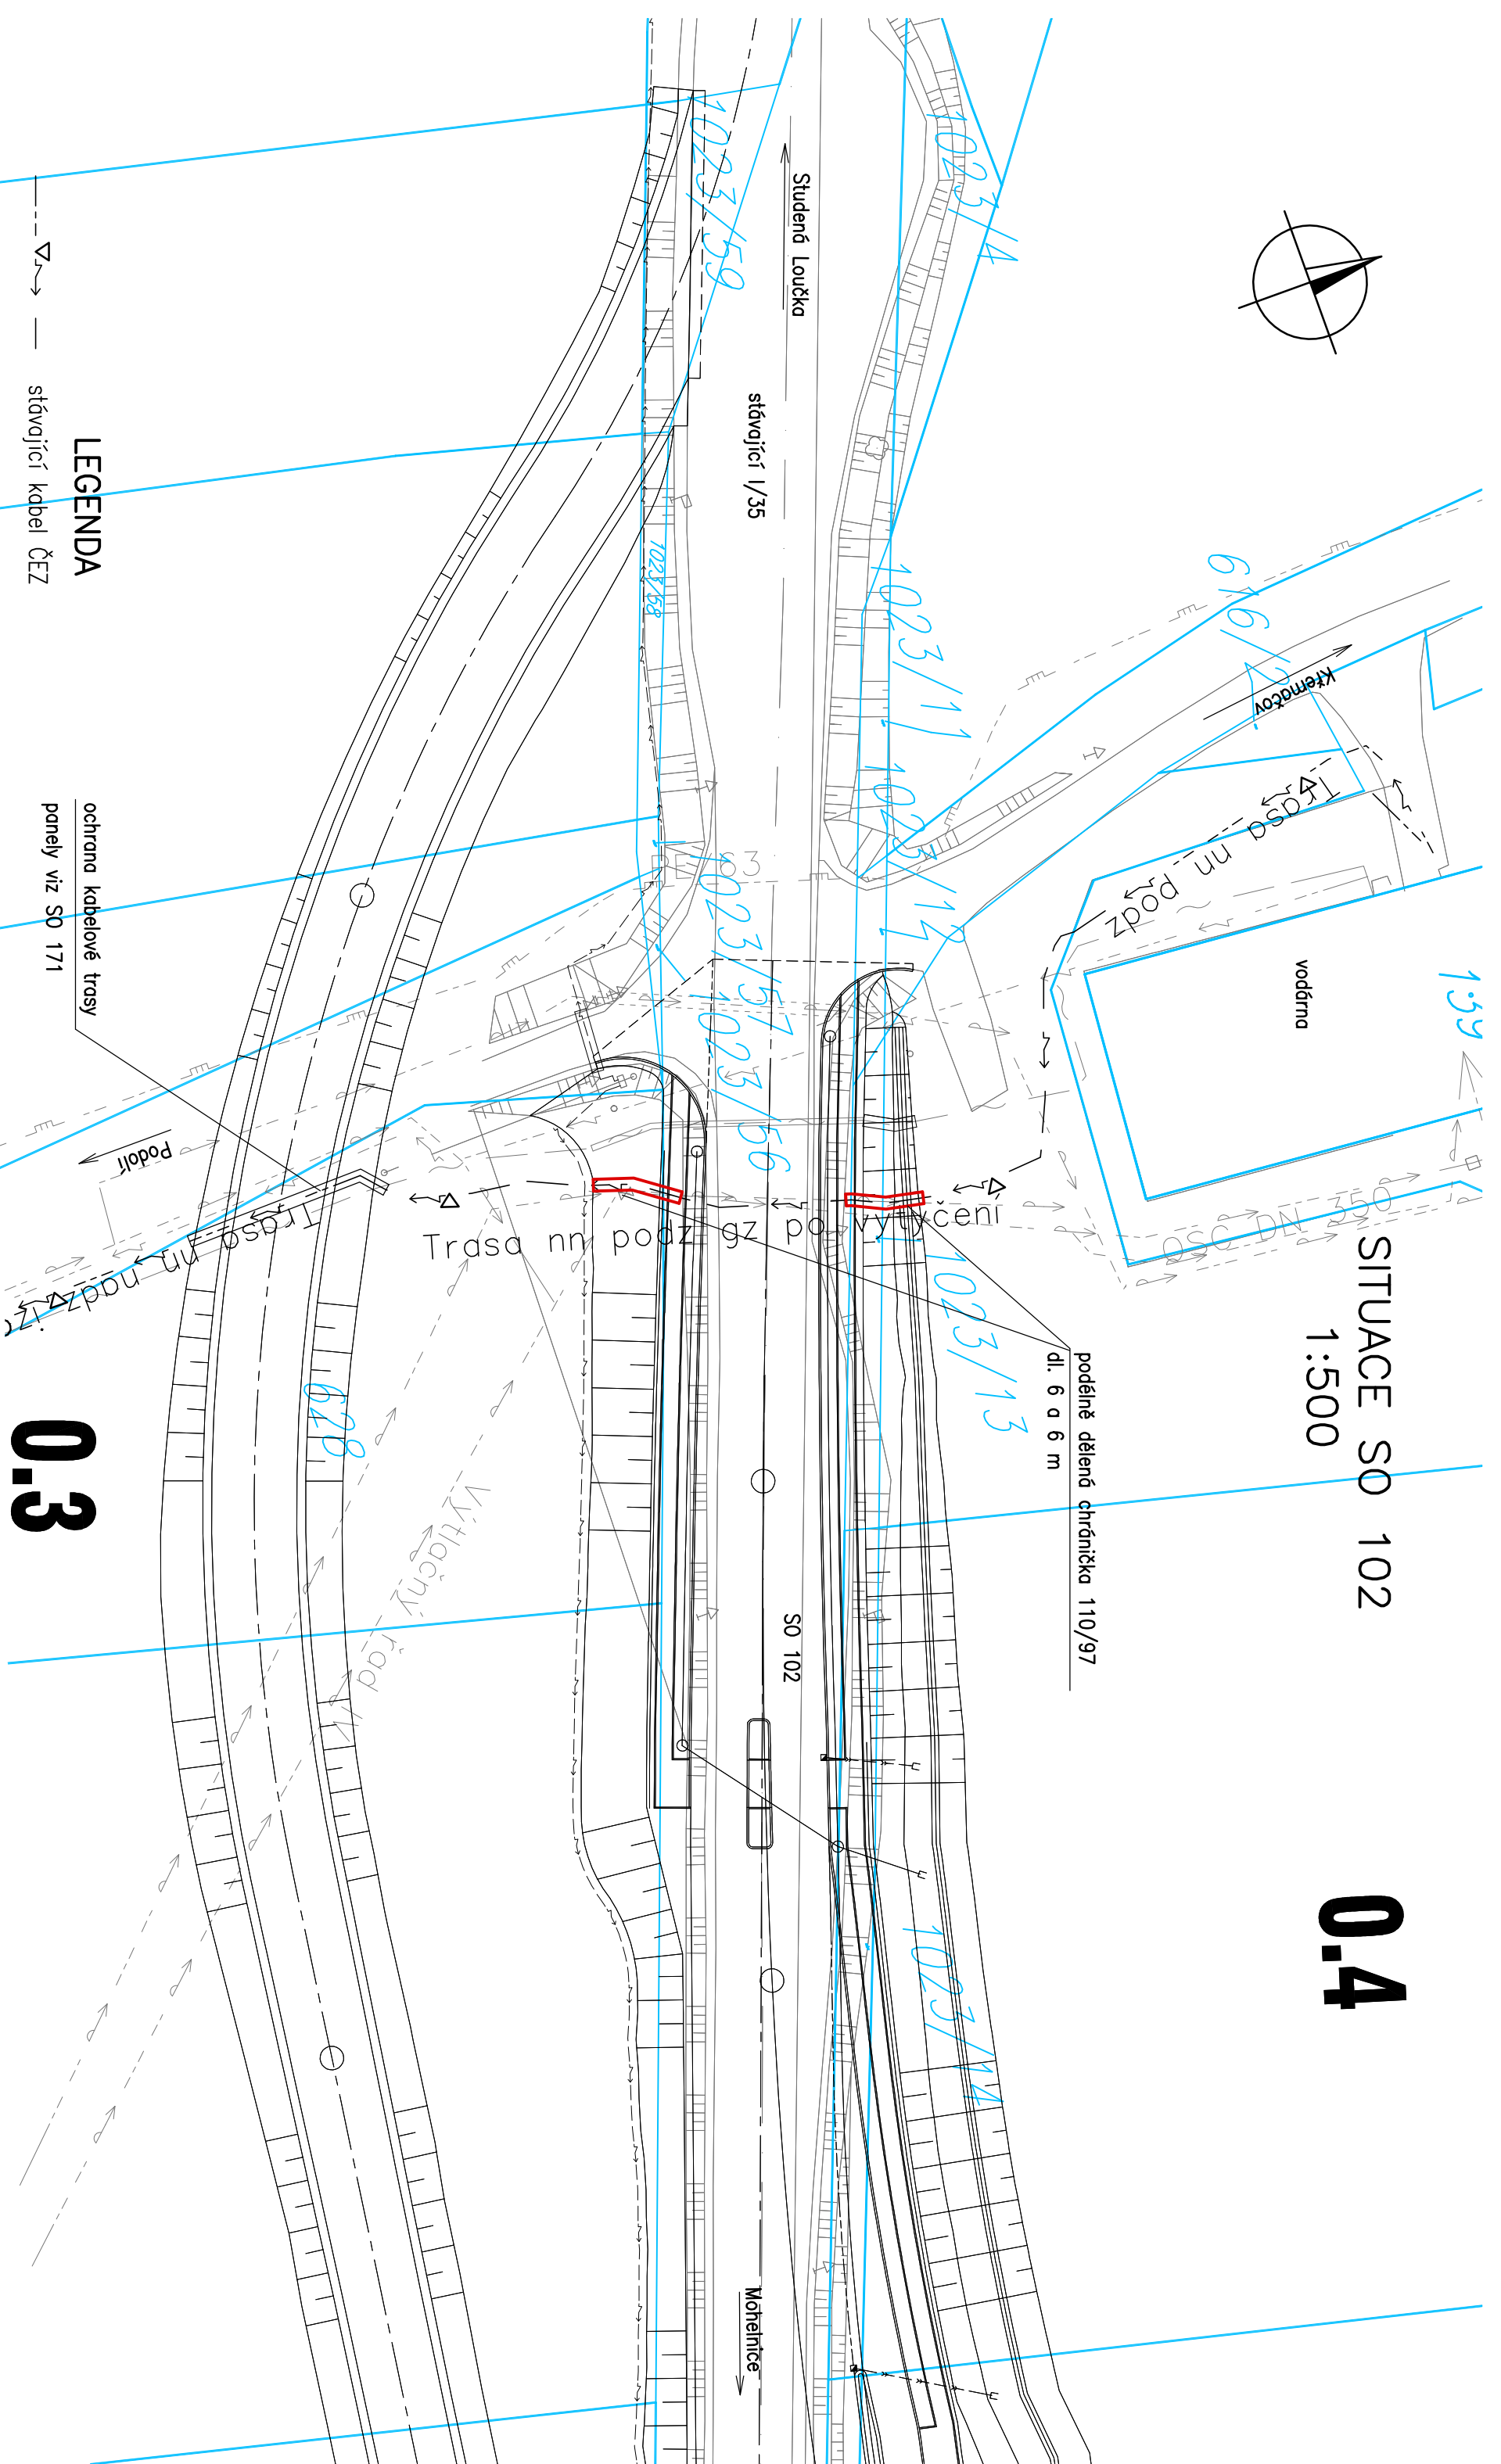 SITUACE SO 102
1:500
0.4
0.3
LEGENDA
stávající kabel ČEZ
Studená Loučka
stávající I/35
Křemačov
vodárna
Trasa nn podz
ochrana kabelové trasy
panely viz SO 171
Podolí
Trasa nn nadz iz
Trasa nn podz gz po vytyčení
podélně dělená chránička 110/97
dl. 6 a 6 m
OSC DN 350
PE 63
Výtlačný řad IV
SO 102
Mohelnice
1023/4
1023/59
1023/58
1023/11
1023/12
616/2
1023/57
1023/56
1023/13
1023/14
628